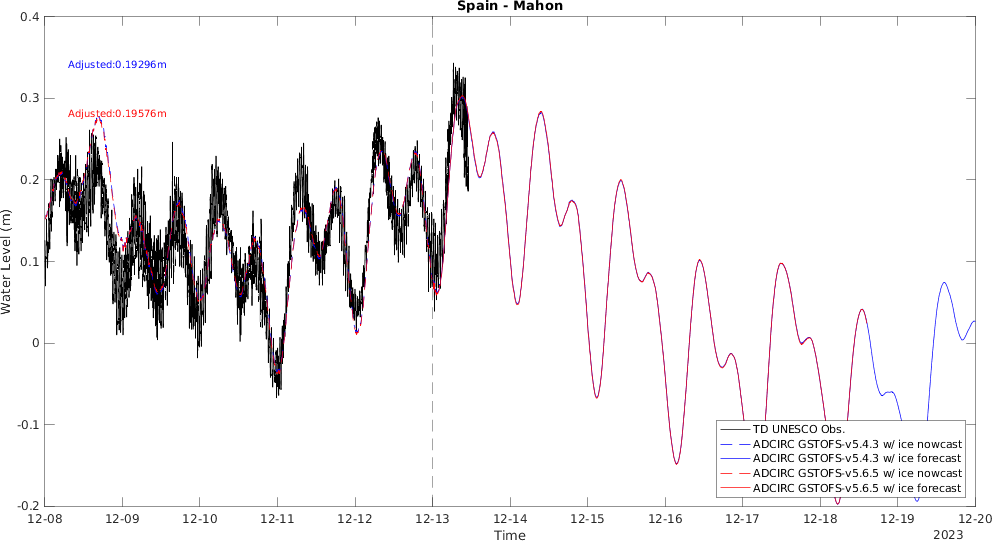 Spain - Mahon
0.4
0.3
0.2
0.1
0
-0.1
-0.2
Water Level (m)
Adjusted:0.19296m
Adjusted:0.19576m
TD UNESCO Obs.
ADCIRC GSTOFS-v5.4.3 w/ ice nowcast
ADCIRC GSTOFS-v5.4.3 w/ ice forecast
ADCIRC GSTOFS-v5.6.5 w/ ice nowcast
ADCIRC GSTOFS-v5.6.5 w/ ice forecast
12-08 12-09 12-10 12-11 12-12 12-13 12-14 12-15 12-16 12-17 12-18 12-19 12-20
Time
2023